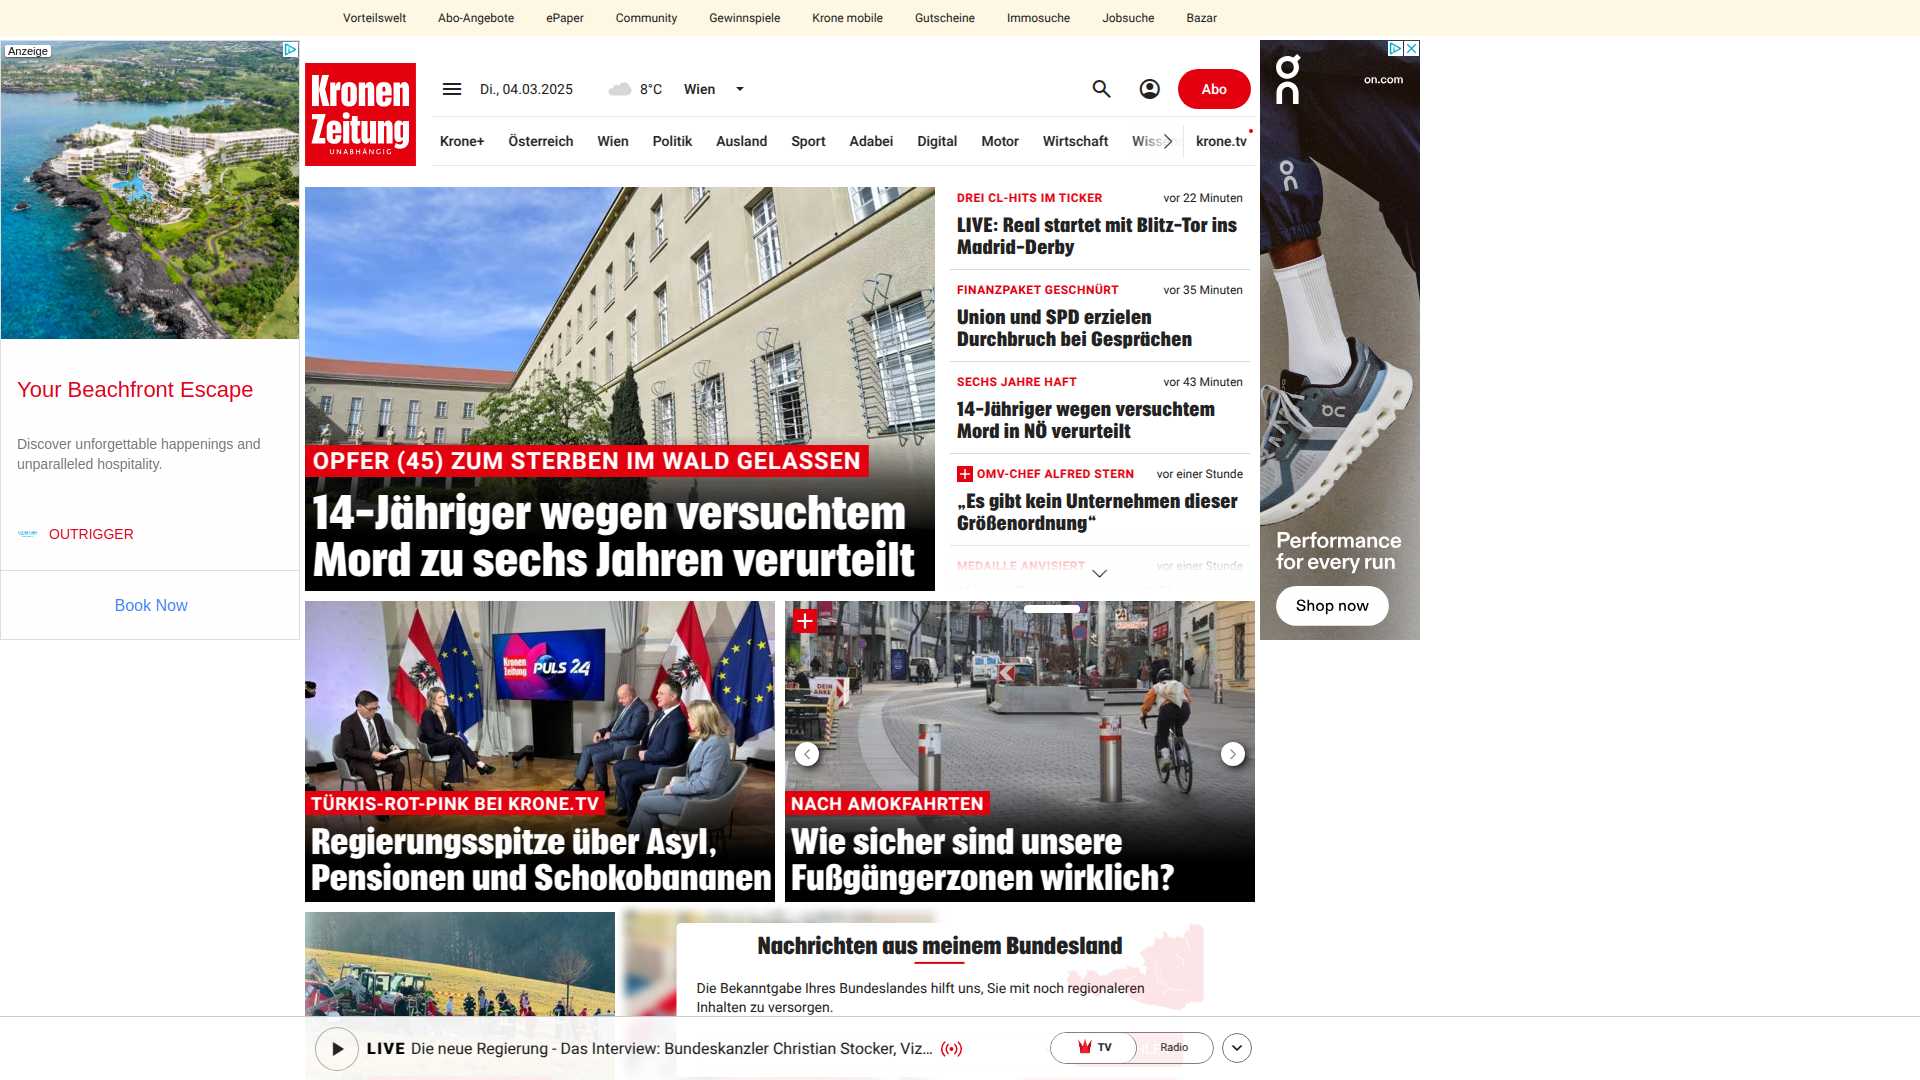 Vorteilswelt Abo-Angebote ePaper Community Gewinnspiele Krone mobile Gutscheine Immosuche Jobsuche Bazar
Anzeige
Your Beachfront Escape
Discover unforgettable happenings and
unparalleled hospitality.
OUTRIGGER
Book Now
Kronen
Zeitung
UNABHÄNGIG
Di., 04.03.2025
8°C
Wien
Abo
Krone+ Österreich Wien Politik Ausland Sport Adabei Digital Motor Wirtschaft krone.tv
OPFER (45) ZUM STERBEN IM WALD GELASSEN
14-Jähriger wegen versuchtem
Mord zu sechs Jahren verurteilt
DREI CL-HITS IM TICKER vor 22 Minuten
LIVE: Real startet mit Blitz-Tor ins
Madrid-Derby
FINANZPAKET GESCHNÜRT vor 35 Minuten
Union und SPD erzielen
Durchbruch bei Gesprächen
SECHS JAHRE HAFT vor 43 Minuten
14-Jähriger wegen versuchtem
Mord in NÖ verurteilt
OMV-CHEF ALFRED STERN vor einer Stunde
„Es gibt kein Unternehmen dieser
Größenordnung“
MEDAILLE ANVISIERT vor einer Stunde
on
on.com
Performance
for every run
Shop now
Kronen
Zeitung
PULS 24
TÜRKIS-ROT-PINK BEI KRONE.TV
Regierungsspitze über Asyl,
Pensionen und Schokobananen
NACH AMOKFAHRTEN
Wie sicher sind unsere
Fußgängerzonen wirklich?
Nachrichten aus meinem Bundesland
Die Bekanntgabe Ihres Bundeslandes hilft uns, Sie mit noch regionaleren
Inhalten zu versorgen.
LIVE Die neue Regierung - Das Interview: Bundeskanzler Christian Stocker, Viz...
TV
Radio